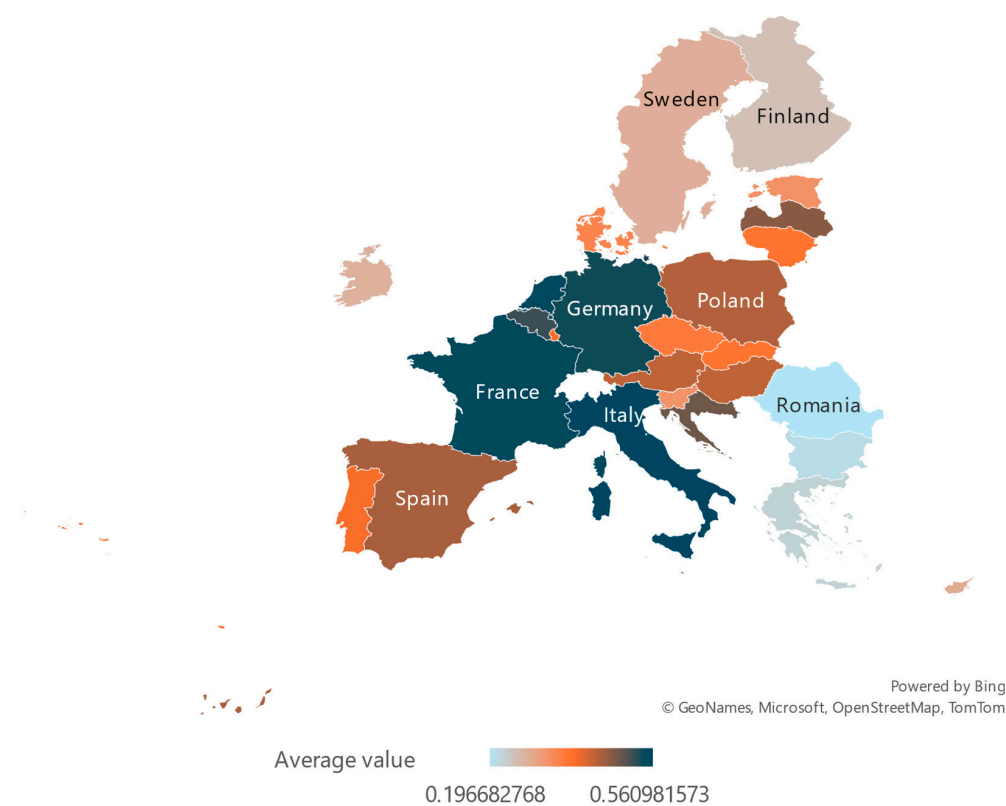 Sweden
Finland
Germany
Poland
France
Italy
Romania
Spain
Powered by Bing
© GeoNames, Microsoft, OpenStreetMap, TomTom
Average value
0.196682768 0.560981573